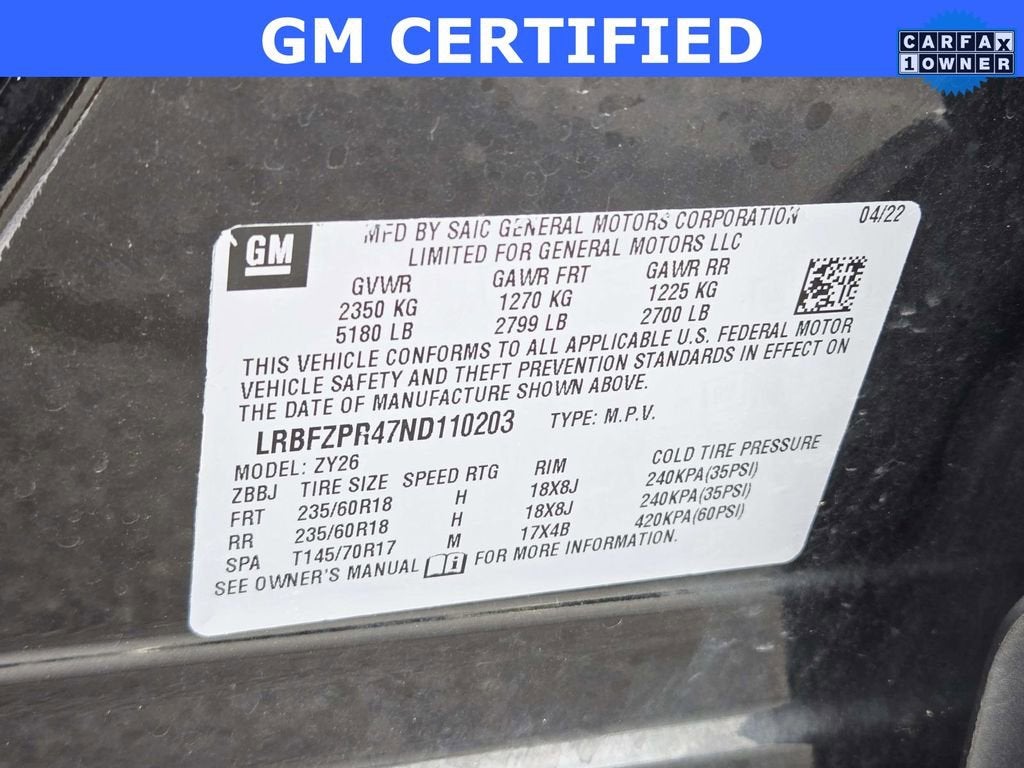 GM CERTIFIED
CARFAX
1 OWNER
GM
MFD BY SAIC GENERAL MOTORS CORPORATION 04/22
LIMITED FOR GENERAL MOTORS LLC
GVWR GAWR FRT GAWR RR
2350 KG 1270 KG 1225 KG
5180 LB 2799 LB 2700 LB
THIS VEHICLE CONFORMS TO ALL APPLICABLE U.S. FEDERAL MOTOR
VEHICLE SAFETY AND THEFT PREVENTION STANDARDS IN EFFECT ON
THE DATE OF MANUFACTURE SHOWN ABOVE.
LRBFZPR47ND110203 TYPE: M.P.V.
MODEL: ZY26
ZBBJ TIRE SIZE SPEED RTG RIM COLD TIRE PRESSURE
FRT 235/60R18 H 18X8J 240KPA(35PSI)
RR 235/60R18 H 18X8J 240KPA(35PSI)
SPA T145/70R17 M 17X4B 420KPA(60PSI)
SEE OWNER'S MANUAL i FOR MORE INFORMATION.